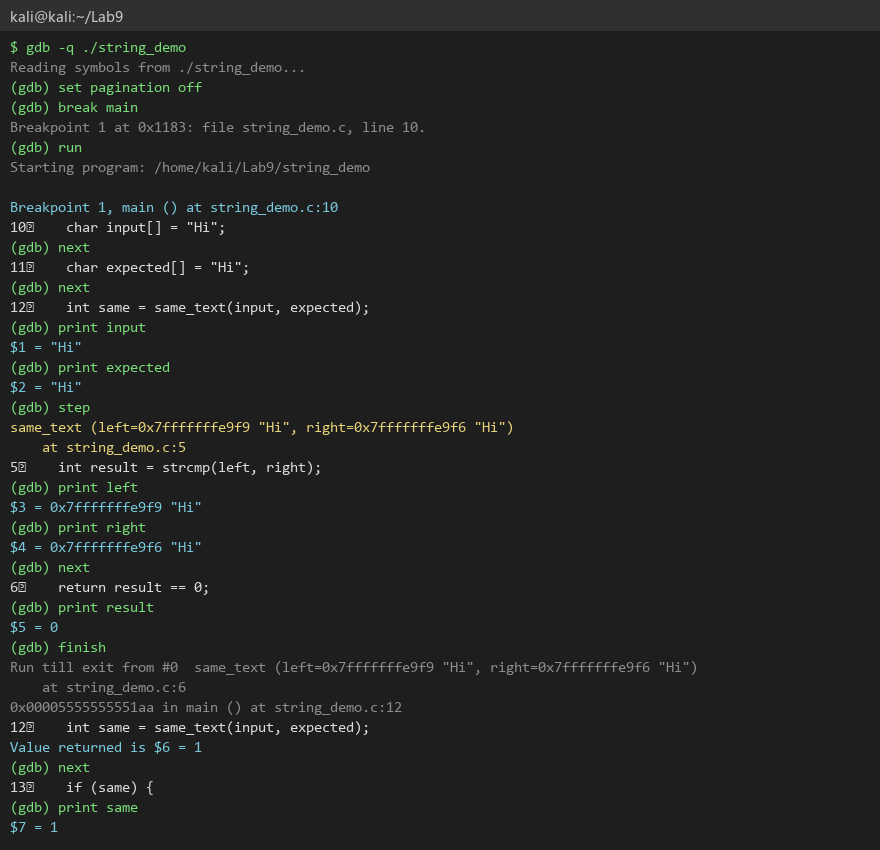 kali@kali:~/Lab9
$ gdb -q ./string_demo
Reading symbols from ./string_demo...
(gdb) set pagination off
(gdb) break main
Breakpoint 1 at 0x1183: file string_demo.c, line 10.
(gdb) run
Starting program: /home/kali/Lab9/string_demo

Breakpoint 1, main () at string_demo.c:10
10    char input[] = "Hi";
(gdb) next
11    char expected[] = "Hi";
(gdb) next
12    int same = same_text(input, expected);
(gdb) print input
$1 = "Hi"
(gdb) print expected
$2 = "Hi"
(gdb) step
same_text (left=0x7fffffffe9f9 "Hi", right=0x7fffffffe9f6 "Hi")
    at string_demo.c:5
5    int result = strcmp(left, right);
(gdb) print left
$3 = 0x7fffffffe9f9 "Hi"
(gdb) print right
$4 = 0x7fffffffe9f6 "Hi"
(gdb) next
6    return result == 0;
(gdb) print result
$5 = 0
(gdb) finish
Run till exit from #0  same_text (left=0x7fffffffe9f9 "Hi", right=0x7fffffffe9f6 "Hi")
    at string_demo.c:6
0x00005555555551aa in main () at string_demo.c:12
12    int same = same_text(input, expected);
Value returned is $6 = 1
(gdb) next
13    if (same) {
(gdb) print same
$7 = 1